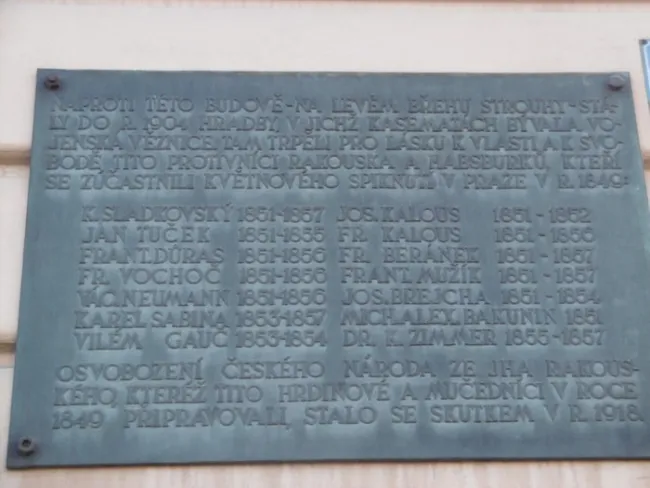 NAPROTI TÉTO BUDOVĚ-NA LEVÉM BŘEHU STROUHY-STÁ-
LY DO R. 1904 HRADBY, V JICHŽ KASEMATÁCH BÝVALA VO-
JENSKÁ VĚZNICE, TAM TRPĚLI PRO LÁSKU K VLASTI A K SVO-
BODĚ TITO PROTIVNÍCI RAKOUSKA A HABSBURKŮ, KTEŘÍ
SE ZÚČASTNILI KVĚTNOVÉHO SPIKNUTÍ V PRAZE V R. 1849:
K. SLADKOVSKÝ 1851-1857 JOS. KALOUS 1851-1852
JAN TUČEK 1851-1855 FR. KALOUS 1851-1856
FRANT. DŮRAS 1851-1856 FR. BERÁNEK 1851-1857
FR. VOCHOČ 1851-1856 FRANT. MUŽÍK 1851-1857
VÁC. NEUMANN 1851-1856 JOS. BŘEJCHA 1851-1854
KAREL SABINA 1853-1857 MICH. ALEX. BAKUNIN 1851
VILÉM GAUČ 1853-1854 DR. K. ZIMMER 1855-1857
OSVOBOZENÍ ČESKÉHO NÁRODA ZE JHA RAKOUS-
KÉHO, KTERÉŽ TITO HRDINOVÉ A MUČEDNÍCI V ROCE
1849 PŘIPRAVOVALI, STALO SE SKUTKEM V R. 1918.